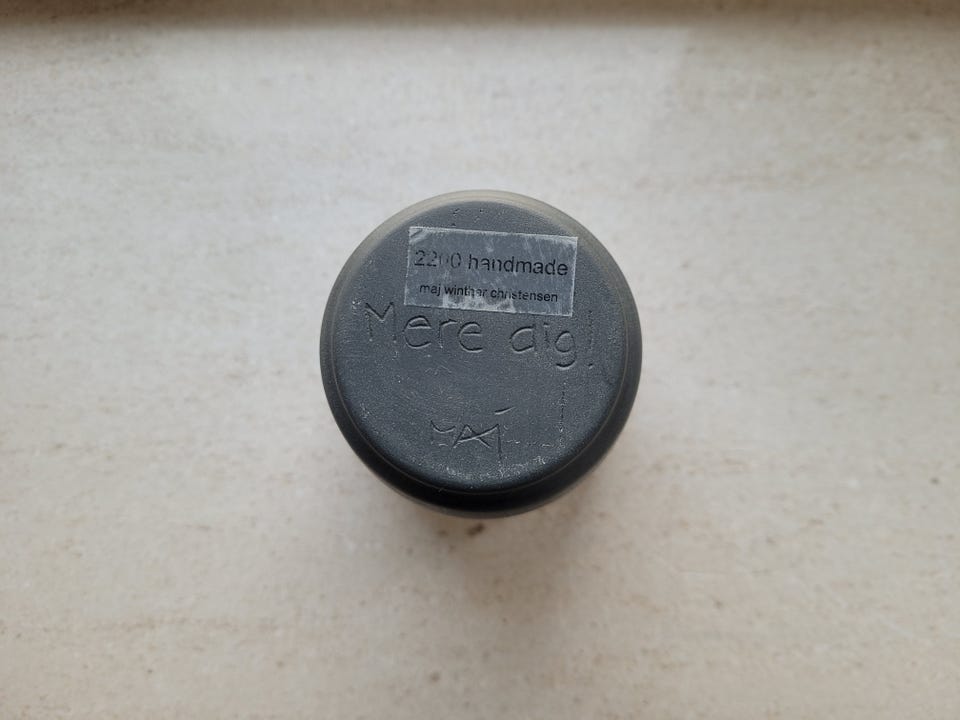 2200 handmade
maj winther christensen
Mere dig!
MAJ